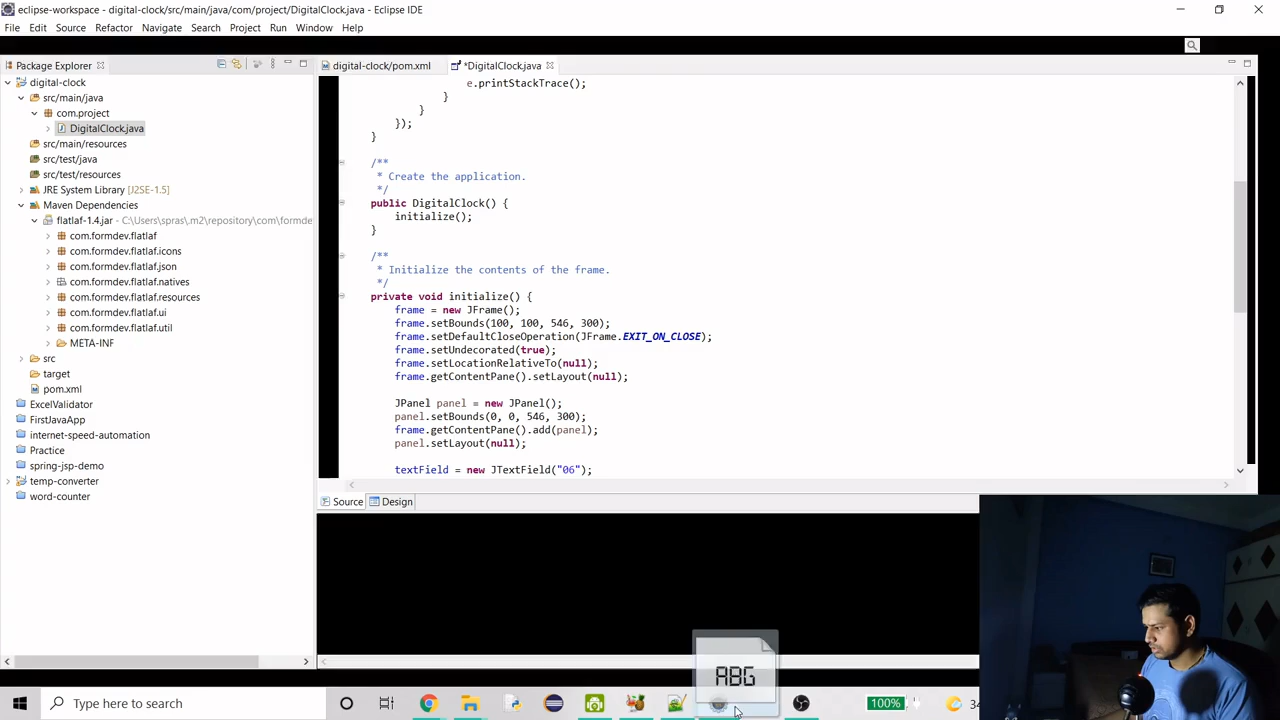 eclipse-workspace - digital-clock/src/main/java/com/project/DigitalClock.java - Eclipse IDE
File Edit Source Refactor Navigate Search Project Run Window Help
Package Explorer
digital-clock
src/main/java
com.project
DigitalClock.java
src/main/resources
src/test/java
src/test/resources
JRE System Library [J2SE-1.5]
Maven Dependencies
flatlaf-1.4.jar - C:\Users\spras\.m2\repository\com\formde
com.formdev.flatlaf
com.formdev.flatlaf.icons
com.formdev.flatlaf.json
com.formdev.flatlaf.natives
com.formdev.flatlaf.resources
com.formdev.flatlaf.ui
com.formdev.flatlaf.util
META-INF
src
target
pom.xml
ExcelValidator
FirstJavaApp
internet-speed-automation
Practice
spring-jsp-demo
temp-converter
word-counter
digital-clock/pom.xml
*DigitalClock.java
e.printStackTrace();
}
}
});
}
/**
* Create the application.
*/
public DigitalClock() {
initialize();
}
/**
* Initialize the contents of the frame.
*/
private void initialize() {
frame = new JFrame();
frame.setBounds(100, 100, 546, 300);
frame.setDefaultCloseOperation(JFrame.EXIT_ON_CLOSE);
frame.setUndecorated(true);
frame.setLocationRelativeTo(null);
frame.getContentPane().setLayout(null);
JPanel panel = new JPanel();
panel.setBounds(0, 0, 546, 300);
frame.getContentPane().add(panel);
panel.setLayout(null);
textField = new JTextField("06");
Source Design
ABG
Type here to search
100%